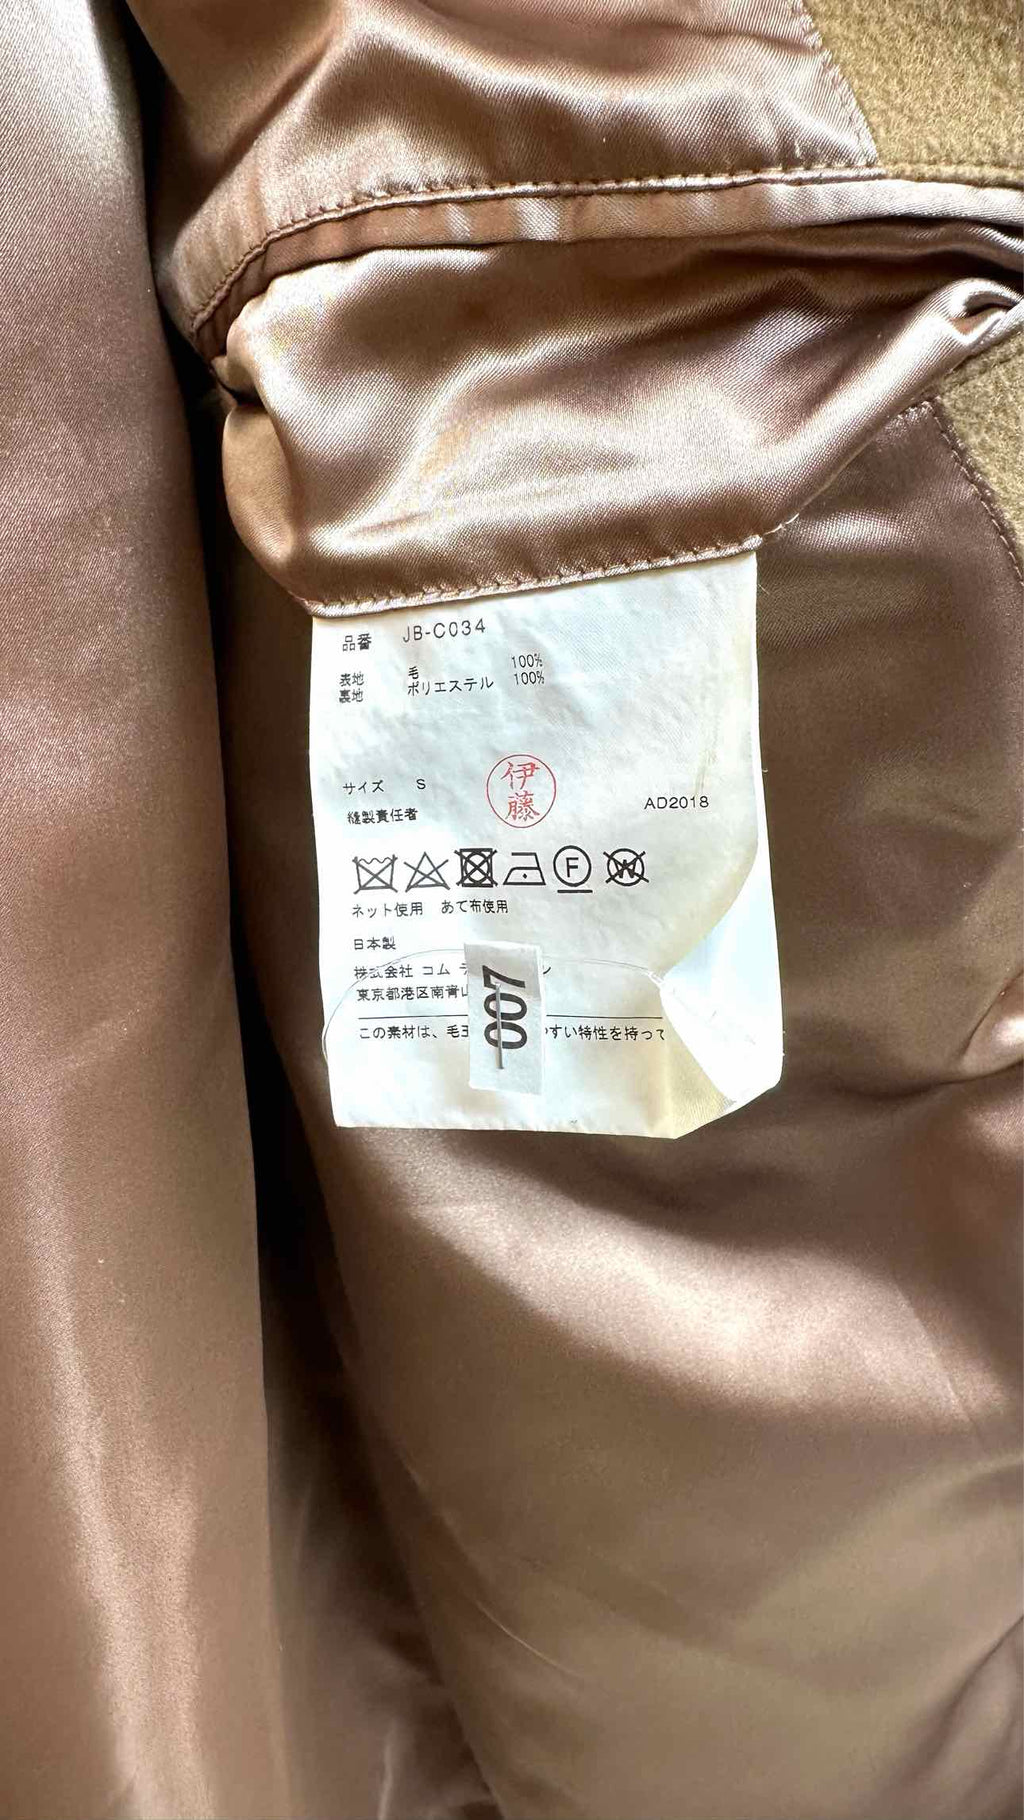 品番 JB-C034
表地 毛 100%
裏地 ポリエステル 100%
伊藤
サイズ S
縫製責任者
AD2018
F W
ネット使用 あて布使用
日本製
株式会社 コム デ ン
東京都港区南青山
この素材は、毛 やすい特性を持って
007